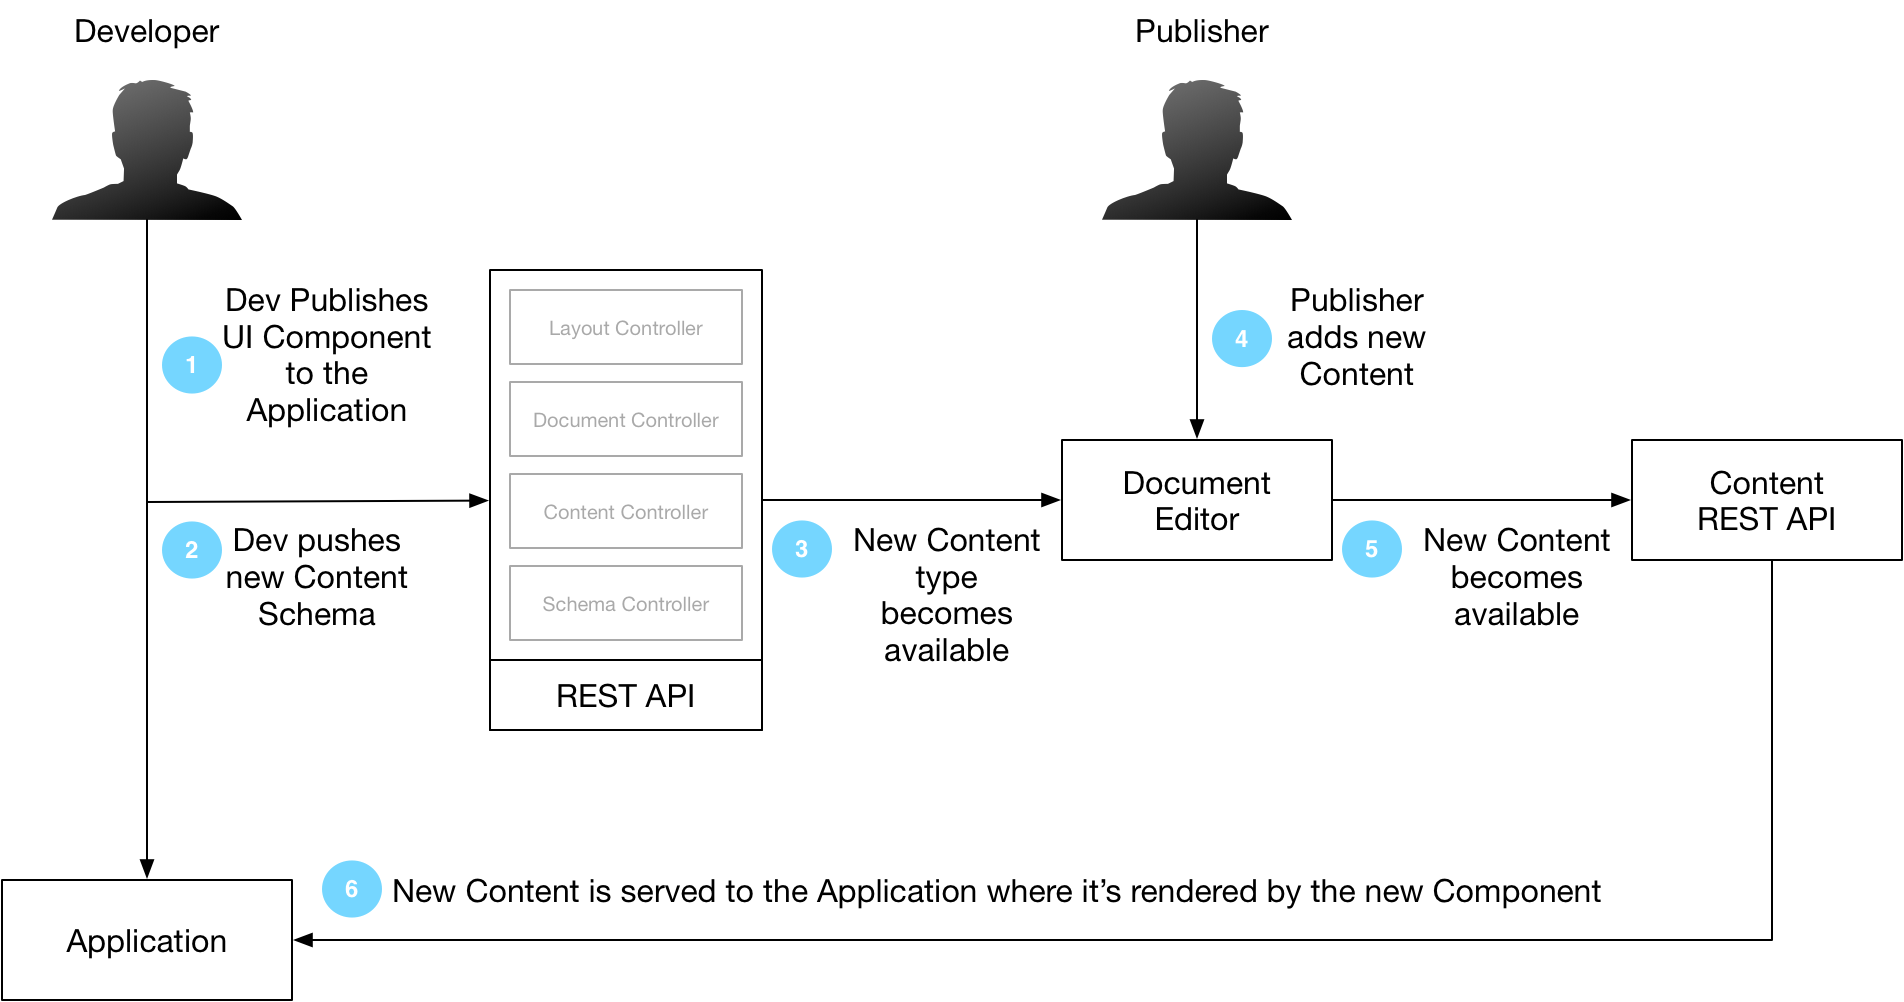 Developer
Publisher
1
Dev Publishes
UI Component
to the
Application
2
Dev pushes
new Content
Schema
Layout Controller
Document Controller
Content Controller
Schema Controller
REST API
3
New Content
type
becomes
available
4
Publisher
adds new
Content
Document
Editor
5
New Content
becomes
available
Content
REST API
6
New Content is served to the Application where it’s rendered by the new Component
Application